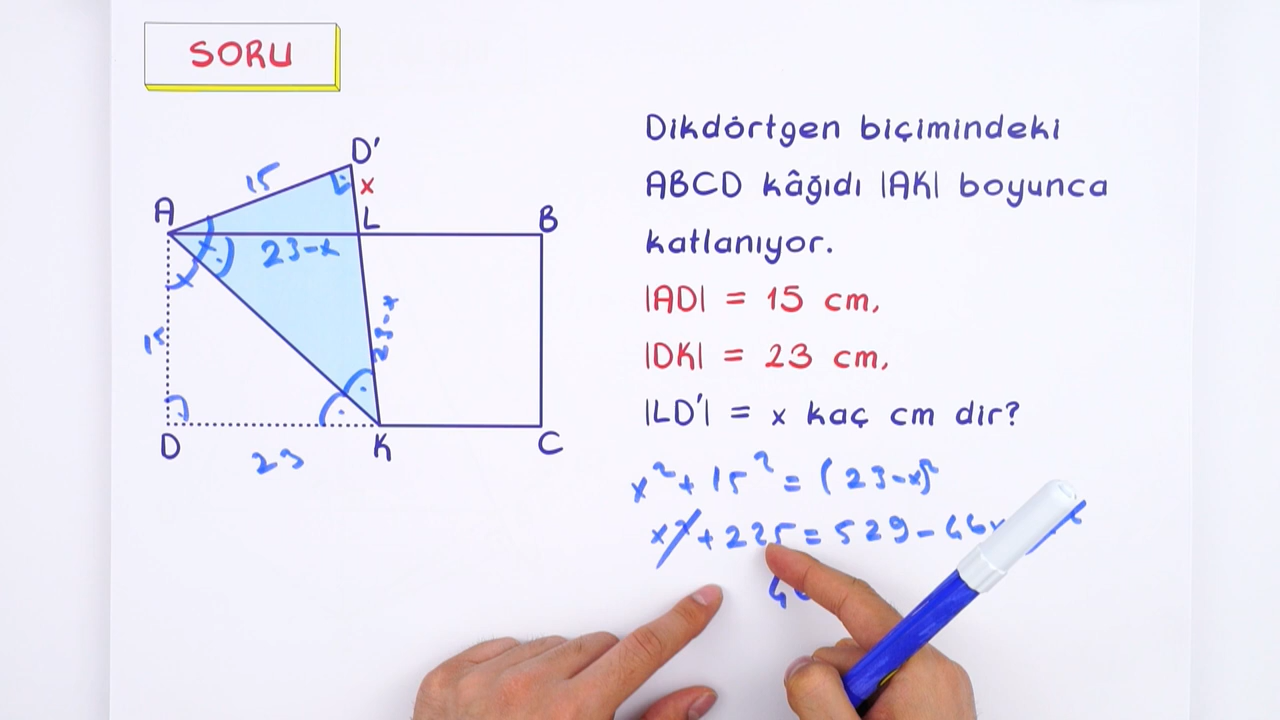 SORU
D'
15
x
A
L
B
23-x
x
x
23-x
15
D
K
C
23
Dikdörtgen biçimindeki
ABCD kâğıdı |AK| boyunca
katlanıyor.
|AD| = 15 cm,
|DK| = 23 cm,
|LD'| = x kaç cm dir?
x² + 15² = (23-x)²
x² + 225 = 529 - 46x